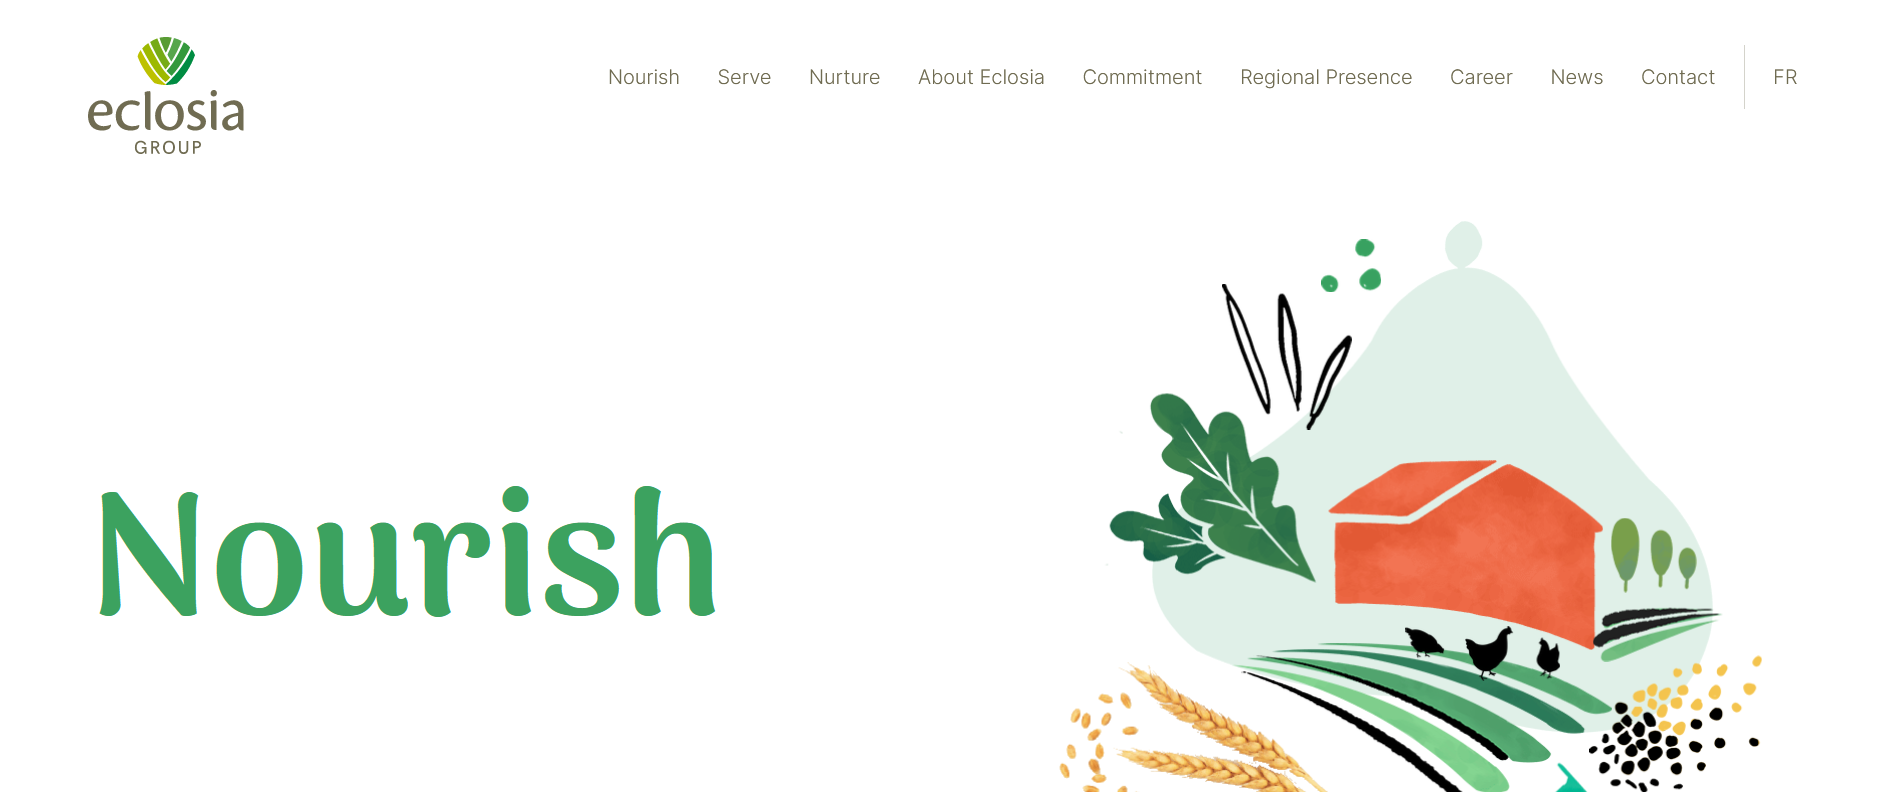 eclosia
GROUP
Nourish Serve Nurture About Eclosia Commitment Regional Presence Career News Contact FR
Nourish